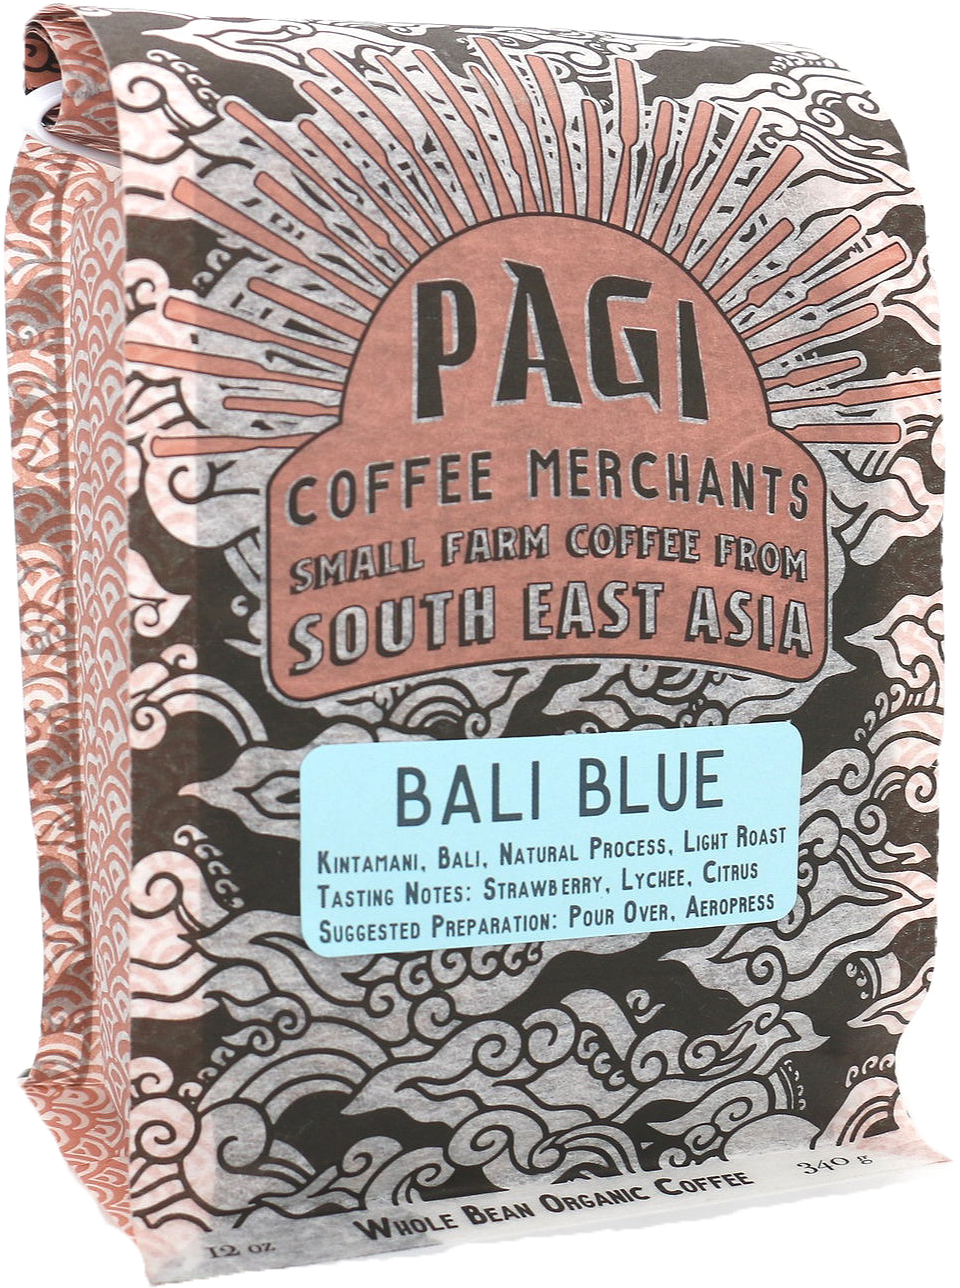 PAGI
COFFEE MERCHANTS
SMALL FARM COFFEE FROM
SOUTH EAST ASIA
BALI BLUE
KINTAMANI, BALI, NATURAL PROCESS, LIGHT ROAST
TASTING NOTES: STRAWBERRY, LYCHEE, CITRUS
SUGGESTED PREPARATION: POUR OVER, AEROPRESS
12 oz
WHOLE BEAN ORGANIC COFFEE
340 g